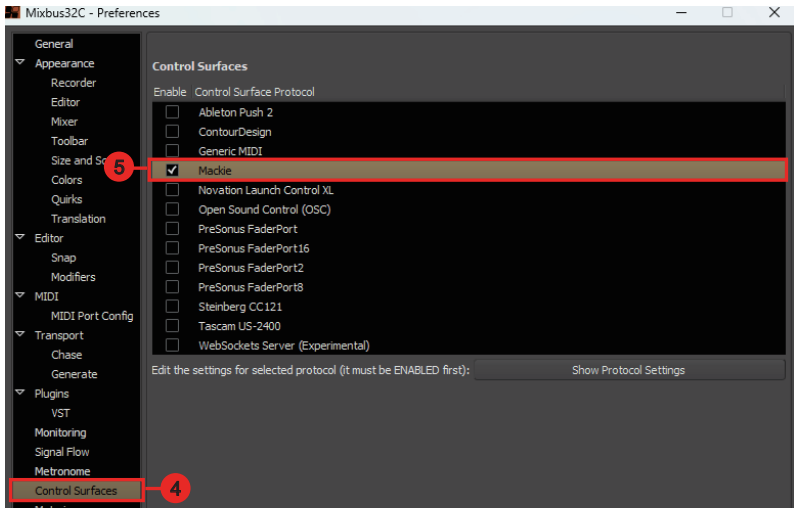 Mixbus32C - Preferences
General
Appearance
Recorder
Editor
Mixer
Toolbar
Size and
Colors
Quirks
Translation
Editor
Snap
Modifiers
MIDI
MIDI Port Config
Transport
Chase
Generate
Plugins
VST
Monitoring
Signal Flow
Metronome
Control Surfaces
4
Control Surfaces
Enable Control Surface Protocol
Ableton Push 2
ContourDesign
Generic MIDI
5
Mackie
Novation Launch Control XL
Open Sound Control (OSC)
PreSonus FaderPort
PreSonus FaderPort16
PreSonus FaderPort2
PreSonus FaderPort8
Steinberg CC121
Tascam US-2400
WebSockets Server (Experimental)
Edit the settings for selected protocol (it must be ENABLED first): Show Protocol Settings